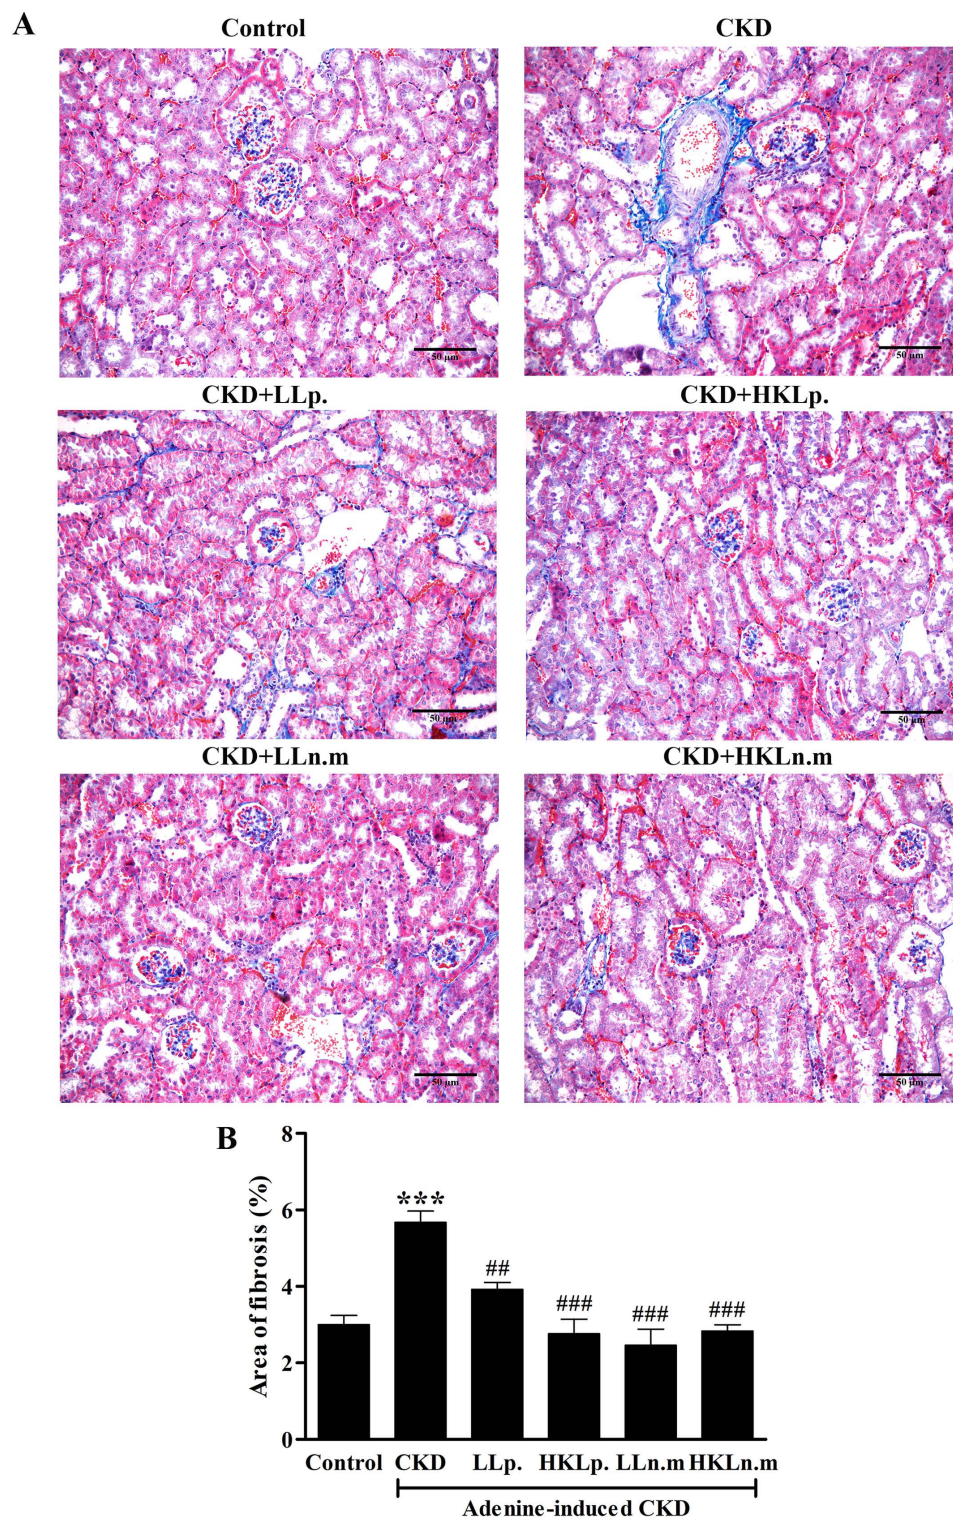 A
Control
CKD
50 μm
50 μm
CKD+LLp.
CKD+HKLp.
50 μm
50 μm
CKD+LLn.m
CKD+HKLn.m
50 μm
50 μm
B
Area of fibrosis (%)
8
6
4
2
0
***
##
###
###
###
Control CKD LLp. HKLp. LLn.m HKLn.m
Adenine-induced CKD